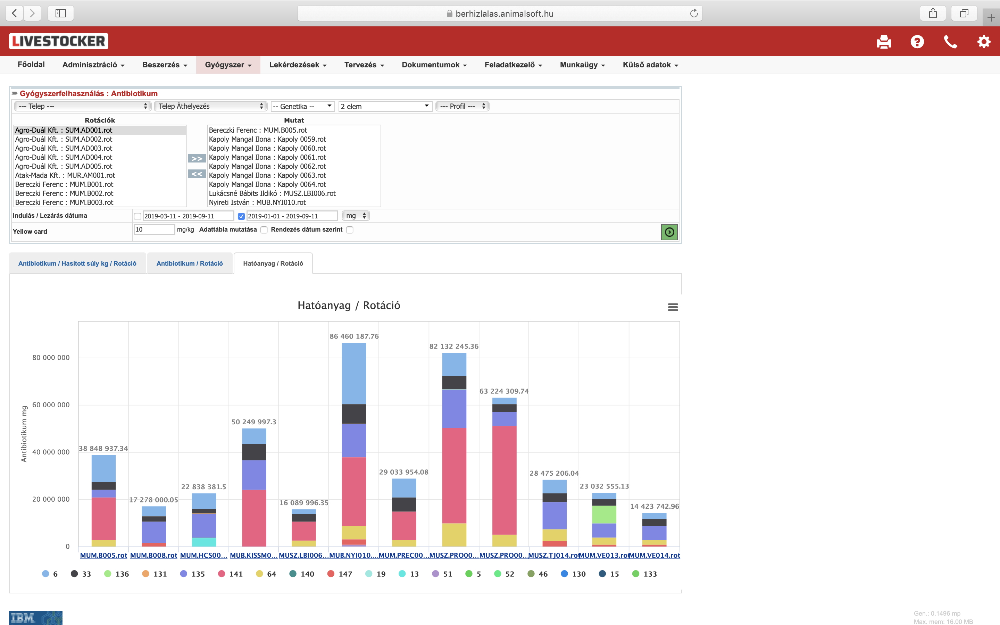 berhizlalas.animalsoft.hu
LIVESTOCKER
Főoldal Adminisztráció Beszerzés Gyógyszer Lekérdezések Tervezés Dokumentumok Feladatkezelő Munkaügy Külső adatok
Gyógyszerfelhasználás : Antibiotikum
--- Telep --- Telep Áthelyezés -- Genetika -- 2 elem --- Profil ---
Rotációk Mutat
Agro-Duál Kft. : SUM.AD001.rot Bereczki Ferenc : MUM.B005.rot
Agro-Duál Kft. : SUM.AD002.rot Kapoly Mangal Ilona : Kapoly 0059.rot
Agro-Duál Kft. : SUM.AD003.rot Kapoly Mangal Ilona : Kapoly 0060.rot
Agro-Duál Kft. : SUM.AD004.rot >> Kapoly Mangal Ilona : Kapoly 0061.rot
Agro-Duál Kft. : SUM.AD005.rot Kapoly Mangal Ilona : Kapoly 0062.rot
Atak-Mada Kft. : MUR.AM001.rot << Kapoly Mangal Ilona : Kapoly 0063.rot
Bereczki Ferenc : MUM.B001.rot Kapoly Mangal Ilona : Kapoly 0064.rot
Bereczki Ferenc : MUM.B002.rot Lukácsné Bábits Ildikó : MUSZ.LBI006.rot
Bereczki Ferenc : MUM.B003.rot Nyireti István : MUB.NYI010.rot
Indulás / Lezárás dátuma 2019-03-11 - 2019-09-11 2019-01-01 - 2019-09-11 mg
Yellow card 10 mg/kg Adattábla mutatása Rendezés dátum szerint
Antibiotikum / Hasított súly kg / Rotáció Antibiotikum / Rotáció Hatóanyag / Rotáció
Hatóanyag / Rotáció
86 460 187.76
82 132 245.36
80 000 000
63 224 309.74
60 000 000
50 249 997.3
Antibiotikum mg
40 000 000
38 848 937.34
29 033 954.08
28 475 206.04
22 838 381.5
23 032 555.13
20 000 000
17 278 000.05
16 089 996.35
14 423 742.96
0
MUM.B005.rot MUM.B008.rot MUM.HCS00... MUB.KISSM0... MUSZ.LBI006... MUB.NYI010.... MUM.PREC00... MUSZ.PRO00... MUSZ.PRO00... MUSZ.TJ014.rot MUM.VE013.rot MUM.VE014.rot
6 33 136 131 135 141 64 140 147 19 13 51 5 52 46 130 15 133
IBM
Gen.: 0.1496 mp
Max. mem: 16.00 MB